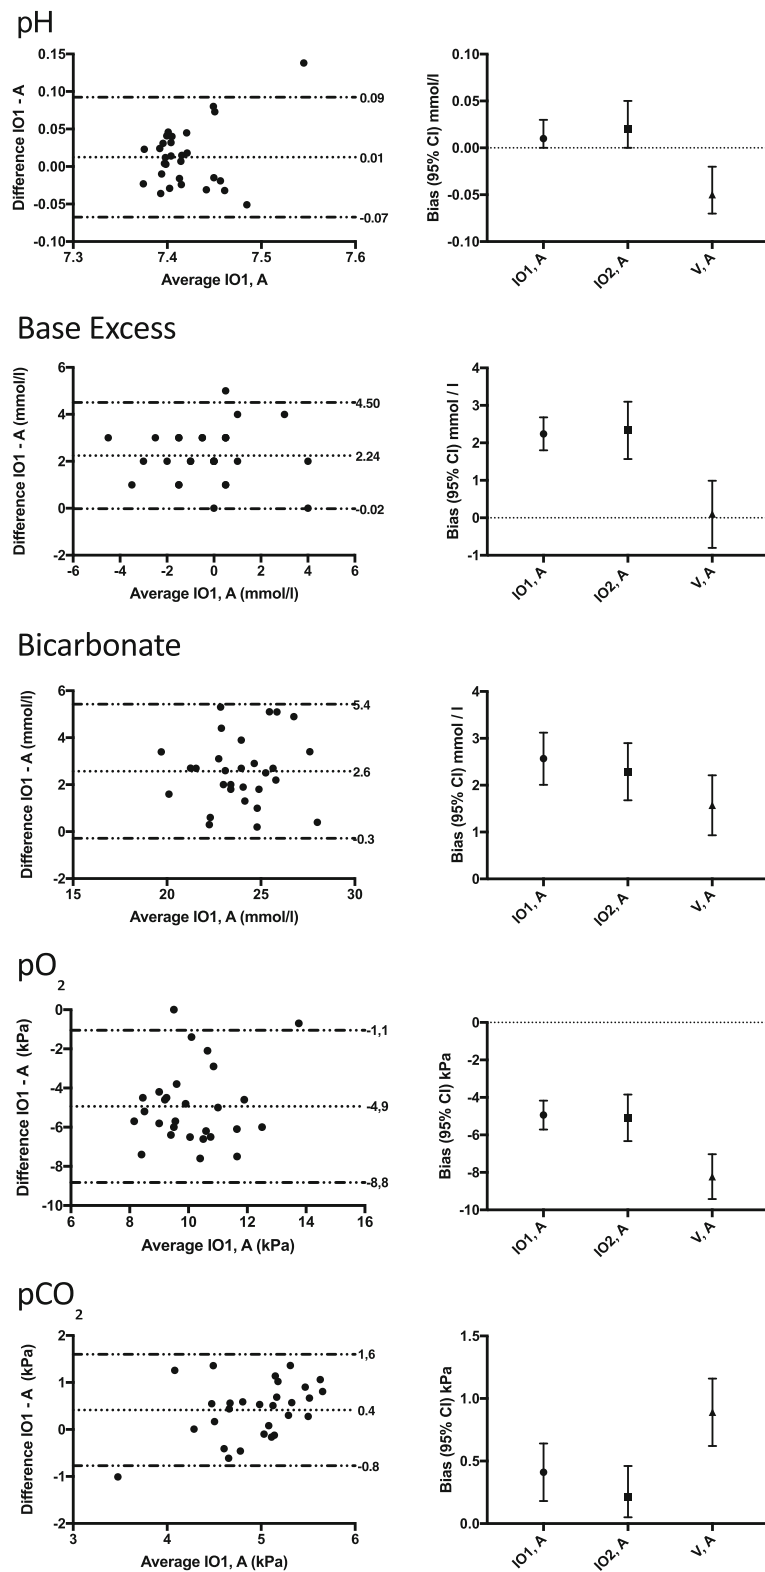 pH
0.15
0.10
0.05
0.00
-0.05
-0.10
Difference IO1 - A
0.09
0.01
-0.07
7.3 7.4 7.5 7.6
Average IO1, A
0.10
0.05
0.00
-0.05
-0.10
Bias (95% CI) mmol/l
IO1, A IO2, A V, A
Base Excess
6
4
2
0
-2
Difference IO1 - A (mmol/l)
4.50
2.24
-0.02
-6 -4 -2 0 2 4 6
Average IO1, A (mmol/l)
4
3
2
1
0
-1
Bias (95% CI) mmol / l
IO1, A IO2, A V, A
Bicarbonate
6
4
2
0
-2
Difference IO1 - A (mmol/l)
5.4
2.6
-0.3
15 20 25 30
Average IO1, A (mmol/l)
4
3
2
1
0
Bias (95% CI) mmol / l
IO1, A IO2, A V, A
pO2
0
-2
-4
-6
-8
-10
Difference IO1 - A (kPa)
-1,1
-4,9
-8,8
6 8 10 12 14 16
Average IO1, A (kPa)
0
-2
-4
-6
-8
-10
Bias (95% CI) kPa
IO1, A IO2, A V, A
pCO2
2
1
0
-1
-2
Difference IO1 - A (kPa)
1,6
0.4
-0.8
3 4 5 6
Average IO1, A (kPa)
1.5
1.0
0.5
0.0
Bias (95% CI) kPa
IO1, A IO2, A V, A